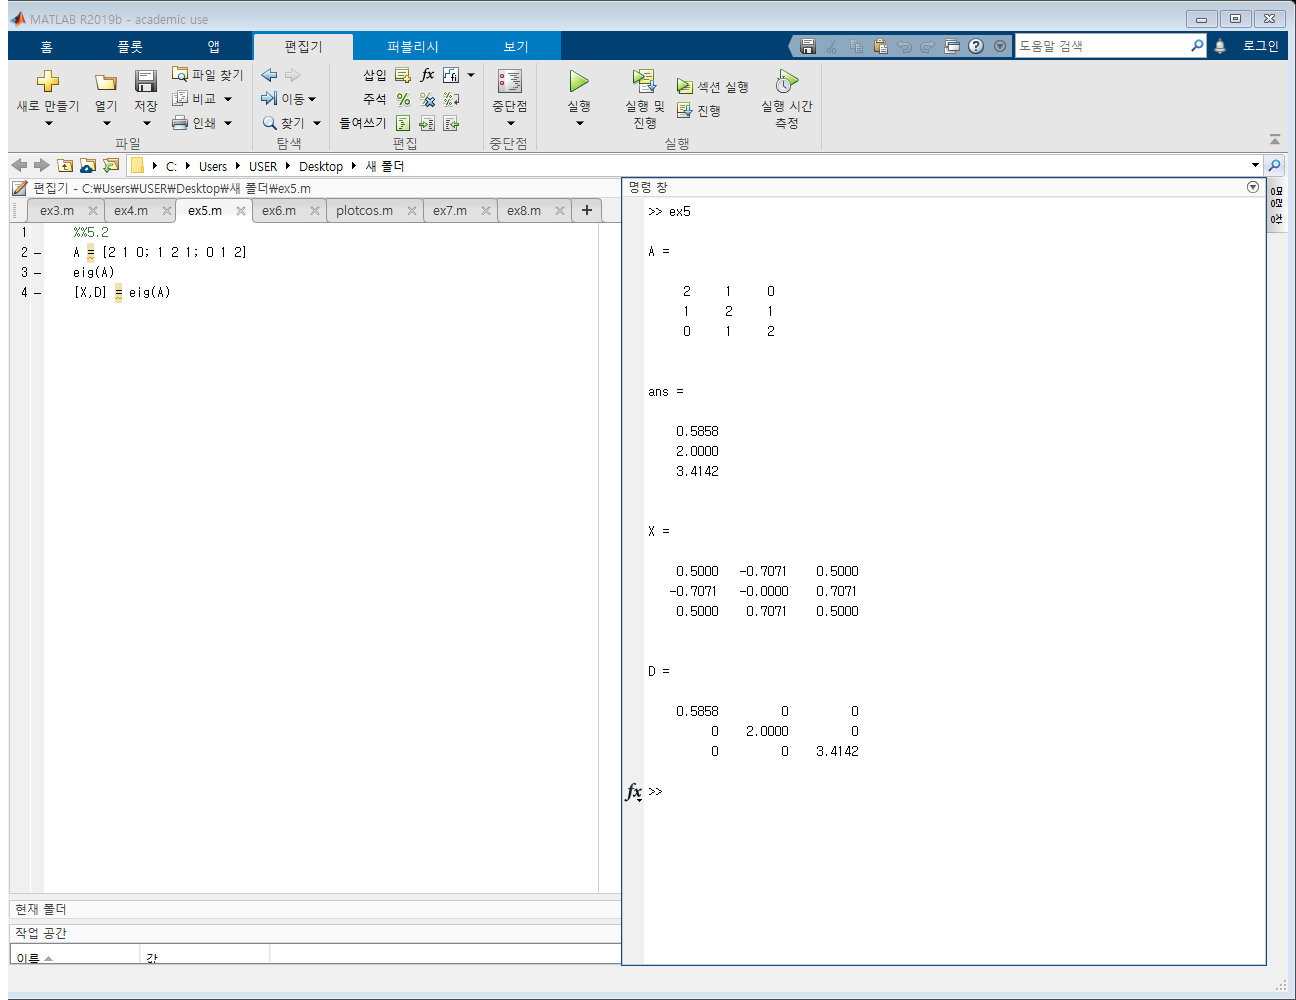 MATLAB R2019b - academic use
홈 플롯 앱 편집기 퍼블리시 보기 도움말 검색 로그인
새로 만들기 열기 저장 파일 찾기 비교 인쇄 이동 찾기 삽입 fx 주석 들여쓰기 중단점 실행 실행 및 진행 섹션 실행 진행 실행 시간 측정
파일 탐색 편집 중단점 실행
C: Users USER Desktop 새 폴더
편집기 - C:₩Users₩USER₩Desktop₩새 폴더₩ex5.m
명령 창
ex3.m ex4.m ex5.m ex6.m plotcos.m ex7.m ex8.m +
1 %%5.2
2 – A = [2 1 0; 1 2 1; 0 1 2]
3 – eig(A)
4 – [X,D] = eig(A)
>> ex5
A =
2 1 0
1 2 1
0 1 2
ans =
0.5858
2.0000
3.4142
X =
0.5000 -0.7071 0.5000
-0.7071 -0.0000 0.7071
0.5000 0.7071 0.5000
D =
0.5858 0 0
0 2.0000 0
0 0 3.4142
fx >>
명령 창
현재 폴더
작업 공간
이름 값